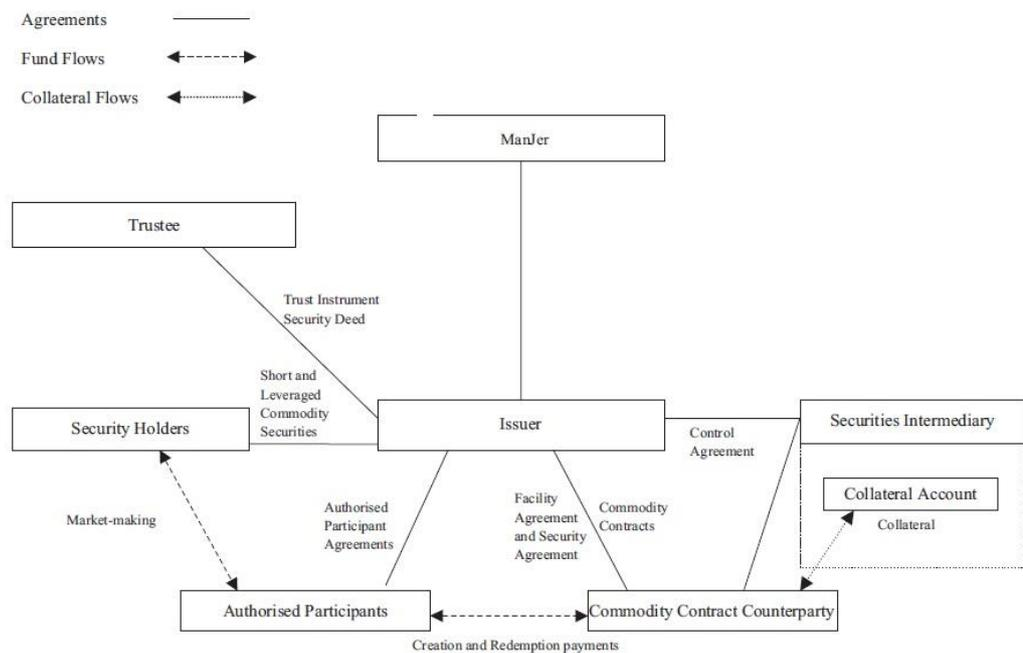 Agreements
Fund Flows
Collateral Flows
ManJer
Trustee
Trust Instrument
Security Deed
Short and
Leveraged
Commodity
Securities
Security Holders
Issuer
Securities Intermediary
Control
Agreement
Collateral Account
Collateral
Market-making
Authorised
Participant
Agreements
Facility
Agreement
and Security
Agreement
Commodity
Contracts
Authorised Participants
Commodity Contract Counterparty
Creation and Redemption payments